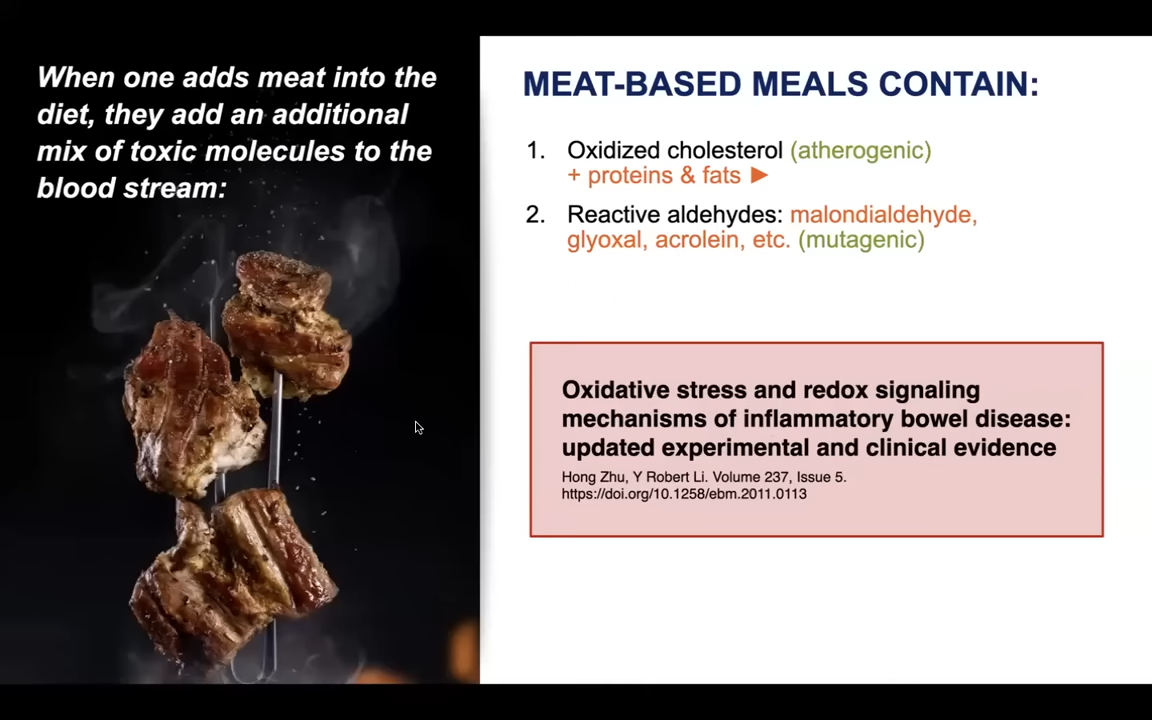 When one adds meat into the
diet, they add an additional
mix of toxic molecules to the
blood stream:
MEAT-BASED MEALS CONTAIN:
1. Oxidized cholesterol (atherogenic)
+ proteins & fats ►
2. Reactive aldehydes: malondialdehyde,
glyoxal, acrolein, etc. (mutagenic)
Oxidative stress and redox signaling
mechanisms of inflammatory bowel disease:
updated experimental and clinical evidence
Hong Zhu, Y Robert Li. Volume 237, Issue 5.
https://doi.org/10.1258/ebm.2011.0113